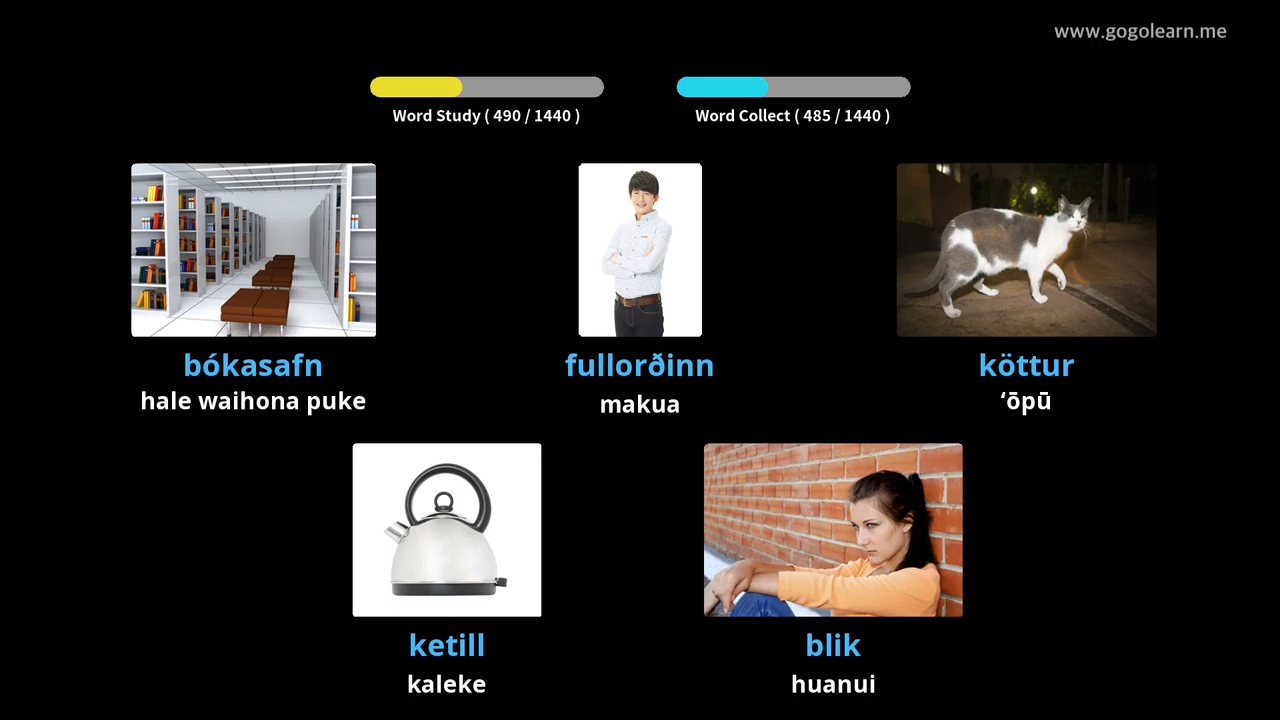 www.gogolearn.me
Word Study ( 490 / 1440 )
Word Collect ( 485 / 1440 )
bókasafn
hale waihona puke
fullorðinn
makua
köttur
ʻōpū
ketill
kaleke
blik
huanui